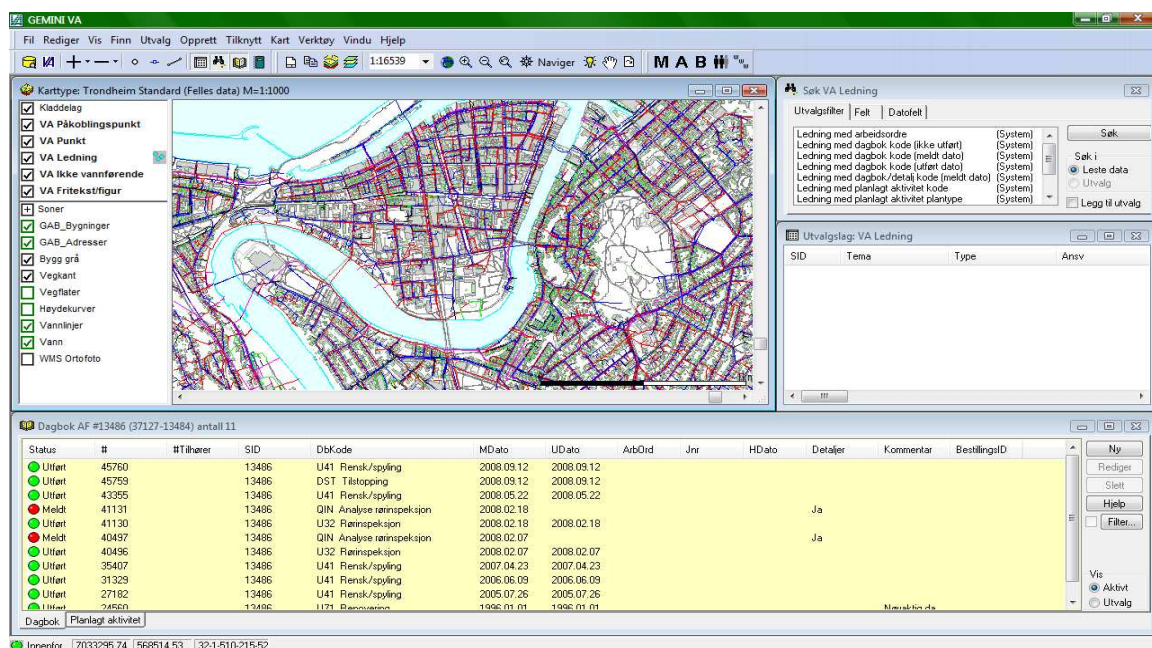 GEMINI VA
Fil Rediger Vis Finn Utvalg Opprett Tilknytt Kart Verktøy Vindu Hjelp
1:16539 Naviger M A B
Karttype: Trondheim Standard (Felles data) M=1:1000
Kladdelag
VA Påkoblingspunkt
VA Punkt
VA Ledning
VA Ikke vannførende
VA Fritekst/figur
Soner
GAB_Bygninger
GAB_Adresser
Bygg grå
Vegkant
Vegflater
Høydekurver
Vannlinjer
Vann
WMS Ortofoto
Søk VA Ledning
Utvalgsfilter Felt Datofelt
Ledning med arbeidsordre (System)
Ledning med dagbok kode (ikke utført) (System)
Ledning med dagbok kode (meldt dato) (System)
Ledning med dagbok kode (utført dato) (System)
Ledning med dagbok/detalj kode (meldt dato) (System)
Ledning med planlagt aktivitet kode (System)
Ledning med planlagt aktivitet plantype (System)
Søk
Søk i
Leste data
Utvalg
Legg til utvalg
Utvalgslag: VA Ledning
SID Tema Type Ansv
Dagbok AF #13486 (37127-13484) antall 11
Status # #Tilhører SID DbKode MDato UDato ArbOrd Jnr HDato Detaljer Kommentar BestillingsID
Utført 45760 13486 U41 Rensk/spyling 2008.09.12 2008.09.12
Utført 45759 13486 DST Tilstopping 2008.09.12 2008.09.12
Utført 43355 13486 U41 Rensk/spyling 2008.05.22 2008.05.22
Meldt 41131 13486 QIN Analyse rørinspeksjon 2008.02.18 Ja
Utført 41130 13486 U32 Rørinspeksjon 2008.02.18 2008.02.18
Meldt 40497 13486 QIN Analyse rørinspeksjon 2008.02.07 Ja
Utført 40496 13486 U32 Rørinspeksjon 2008.02.07 2008.02.07
Utført 35407 13486 U41 Rensk/spyling 2007.04.23 2007.04.23
Utført 31329 13486 U41 Rensk/spyling 2006.06.09 2006.06.09
Utført 27182 13486 U41 Rensk/spyling 2005.07.26 2005.07.26
Utført 24560 13486 U71 Renovering 1996.01.01 1996.01.01 Nøyaktig da
Ny
Rediger
Slett
Hjelp
Filter...
Vis
Aktivt
Utvalg
Dagbok Planlagt aktivitet
Innenfor 7033295.74 568514.53 32-1-510-215-52